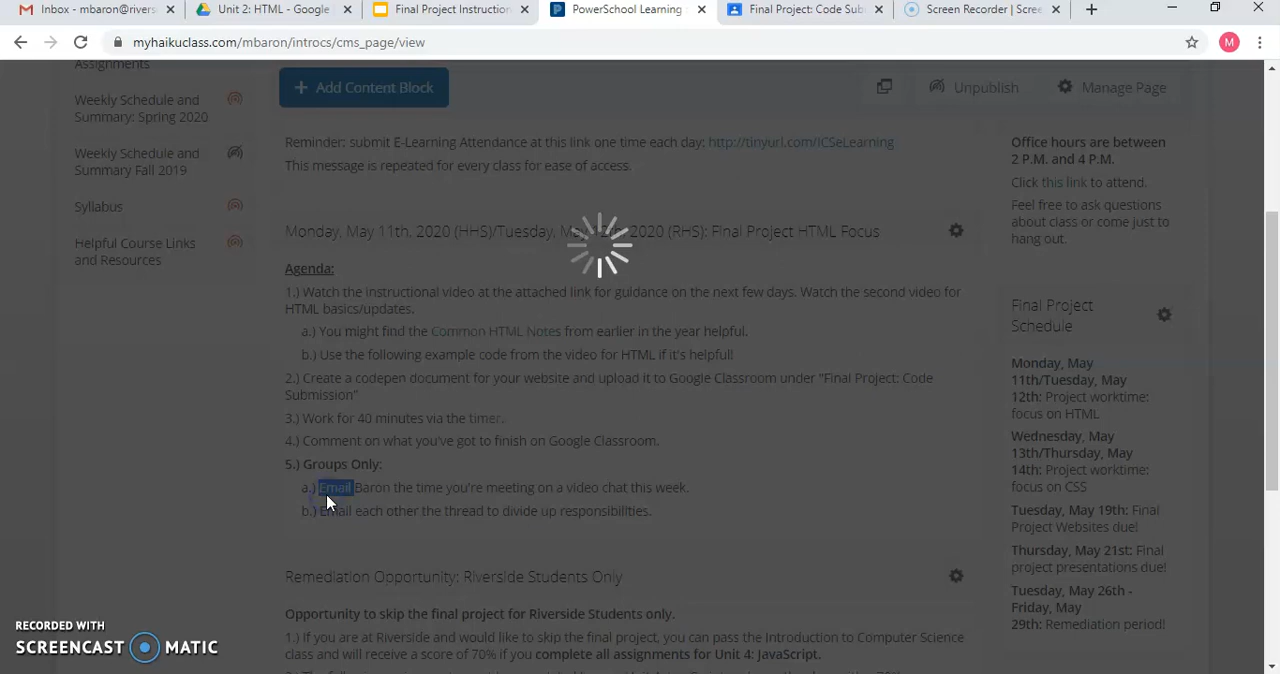 Inbox - mbaron@rivers
Unit 2: HTML - Google
Final Project Instruction
PowerSchool Learning
Final Project: Code Sub
Screen Recorder | Scree
myhaikuclass.com/mbaron/introcs/cms_page/view
M
Assignments
Weekly Schedule and
Summary: Spring 2020
Weekly Schedule and
Summary Fall 2019
Syllabus
Helpful Course Links
and Resources
+ Add Content Block
Unpublish
Manage Page
Reminder: submit E-Learning Attendance at this link one time each day: http://tinyurl.com/ICSeLearning
This message is repeated for every class for ease of access.
Monday, May 11th, 2020 (HHS)/Tuesday, May 2020 (RHS): Final Project HTML Focus
Agenda:
1.) Watch the instructional video at the attached link for guidance on the next few days. Watch the second video for
HTML basics/updates.
a.) You might find the Common HTML Notes from earlier in the year helpful.
b.) Use the following example code from the video for HTML if it's helpful!
2.) Create a codepen document for your website and upload it to Google Classroom under "Final Project: Code
Submission"
3.) Work for 40 minutes via the timer.
4.) Comment on what you've got to finish on Google Classroom.
5.) Groups Only:
a.) Email Baron the time you're meeting on a video chat this week.
b.) Email each other the thread to divide up responsibilities.
Remediation Opportunity: Riverside Students Only
Opportunity to skip the final project for Riverside Students only.
1.) If you are at Riverside and would like to skip the final project, you can pass the Introduction to Computer Science
class and will receive a score of 70% if you complete all assignments for Unit 4: JavaScript.
Office hours are between
2 P.M. and 4 P.M.
Click this link to attend.
Feel free to ask questions
about class or come just to
hang out.
Final Project
Schedule
Monday, May
11th/Tuesday, May
12th: Project worktime:
focus on HTML
Wednesday, May
13th/Thursday, May
14th: Project worktime:
focus on CSS
Tuesday, May 19th: Final
Project Websites due!
Thursday, May 21st: Final
project presentations due!
Tuesday, May 26th -
Friday, May
29th: Remediation period!
RECORDED WITH
SCREENCAST MATIC